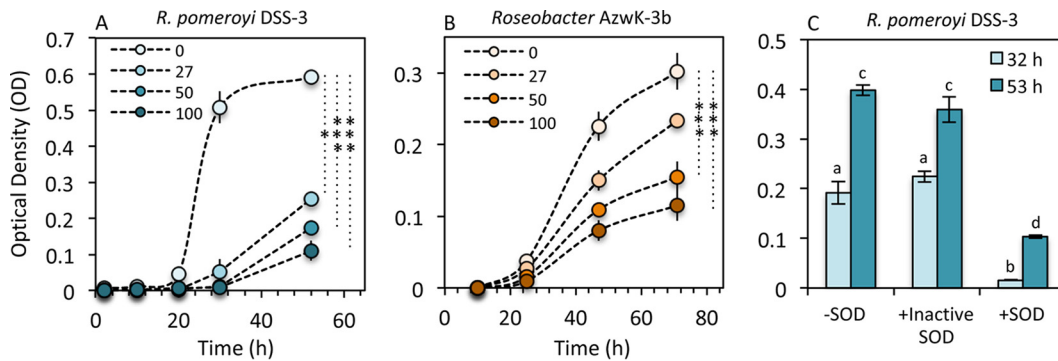 A R. pomeroyi DSS-3
0.7
0.6
0.5
0.4
0.3
0.2
0.1
0
Optical Density (OD)
0
27
50
100
*
***
***
0 20 40 60
Time (h)
B Roseobacter AzwK-3b
0.3
0.2
0.1
0
0
27
50
100
***
***
0 20 40 60 80
Time (h)
C R. pomeroyi DSS-3
0.5
0.4
0.3
0.2
0.1
0
32 h
53 h
a c
a c
b d
-SOD +Inactive SOD +SOD